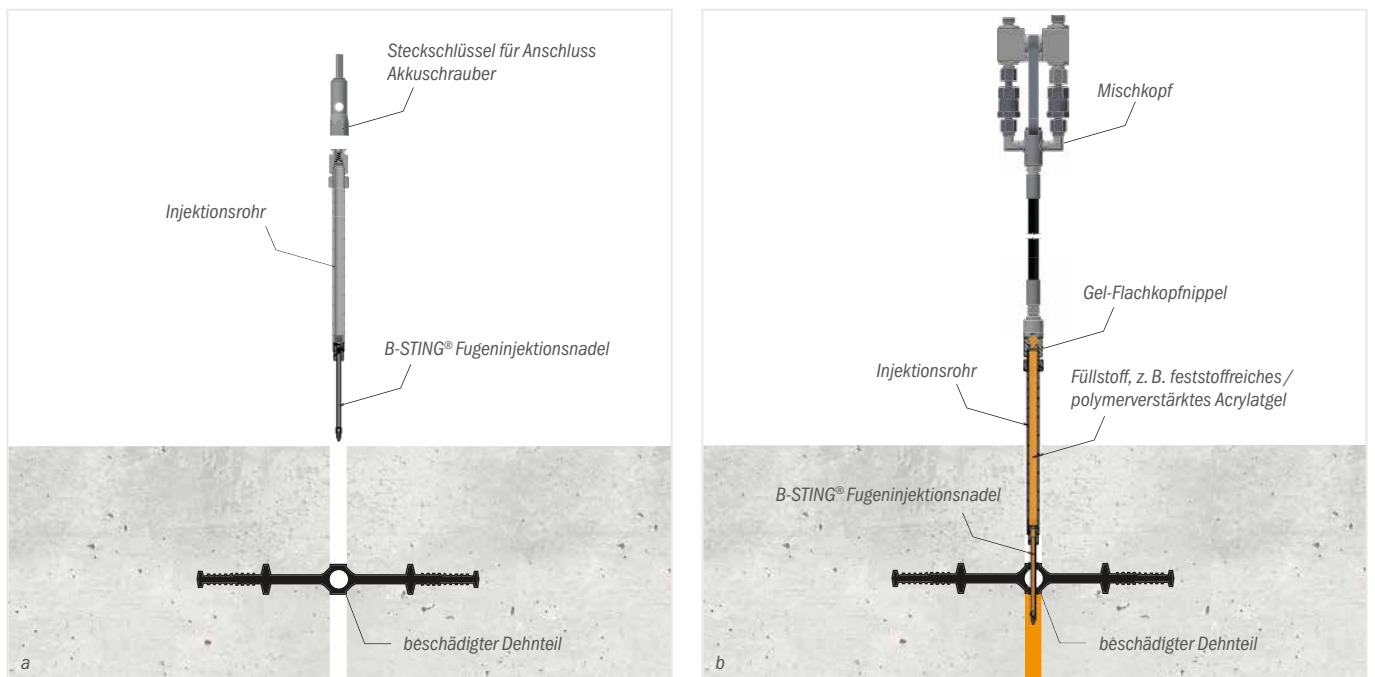 Steckschlüssel für Anschluss
Akkuschrauber
Injektionsrohr
B-STING® Fugeninjektionsnadel
beschädigter Dehnteil
a
Mischkopf
Gel-Flachkopfnippel
Injektionsrohr
Füllstoff, z. B. feststoffreiches /
polymerverstärktes Acrylatgel
B-STING® Fugeninjektionsnadel
beschädigter Dehnteil
b